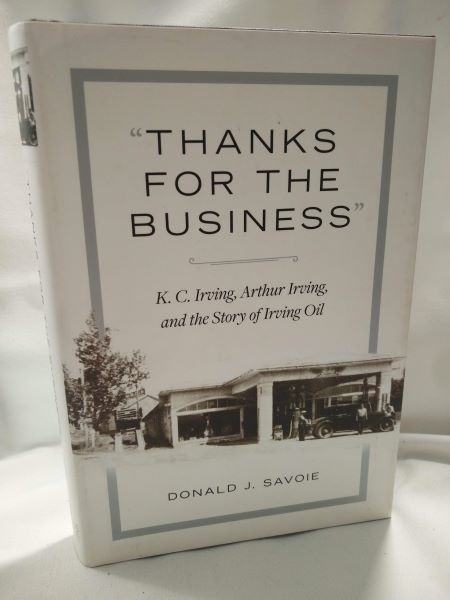 “THANKS
FOR THE
BUSINESS”
K. C. Irving, Arthur Irving,
and the Story of Irving Oil
DONALD J. SAVOIE